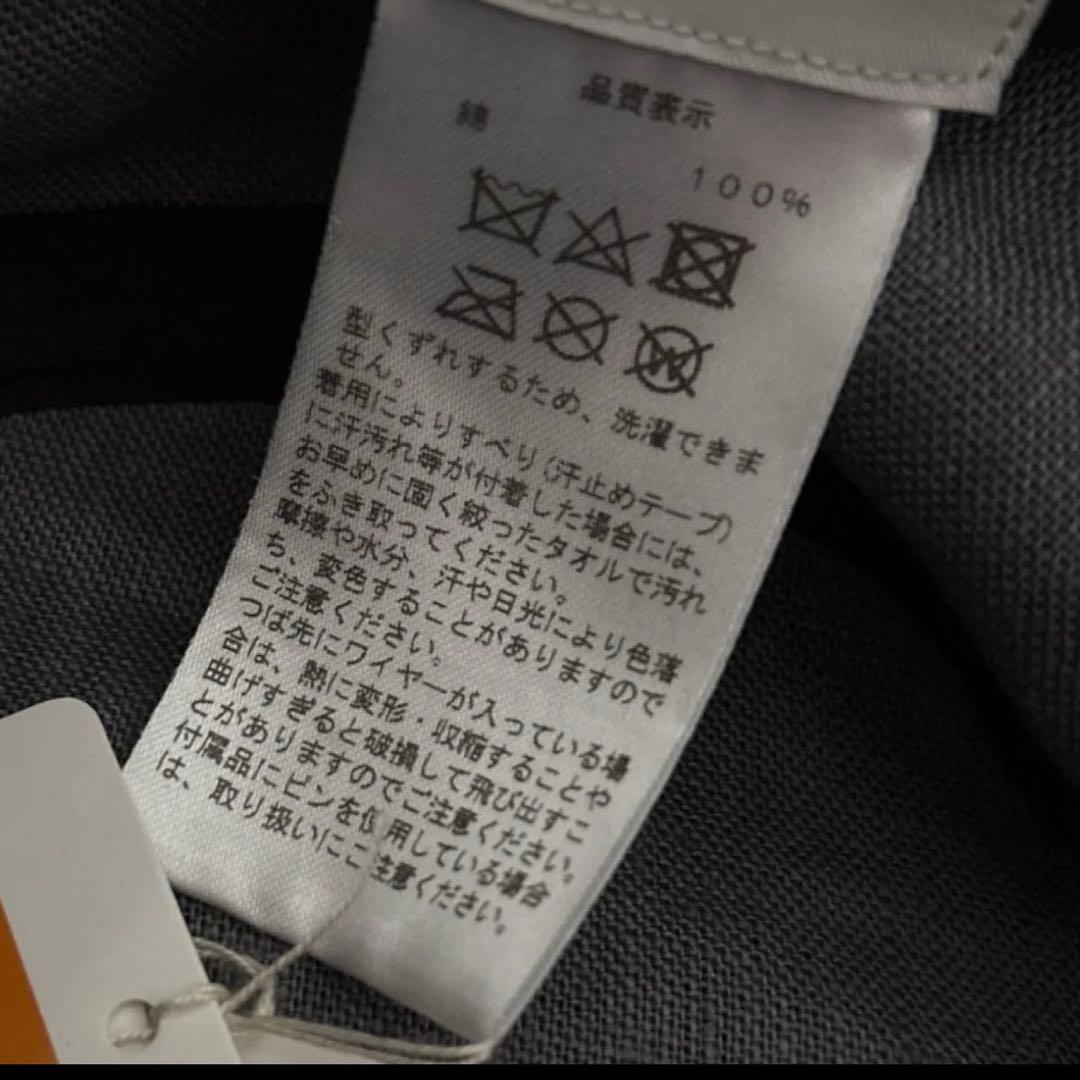 品質表示
綿
100%
W
型くずれするため、洗濯できま
せん。
着用によりすべり(汗止めテープ)
に汗汚れ等が付着した場合には、
お早めに固く絞ったタオルで汚れ
をふき取ってください。
摩擦や水分、汗や日光により色落
ち、変色することがありますので
ご注意ください。
つば先にワイヤーが入っている場
合は、熱に変形・収縮することや
曲げすぎると破損して飛び出すこ
とがありますのでご注意ください。
付属品にピンを使用している場合
は、取り扱いにご注意ください。